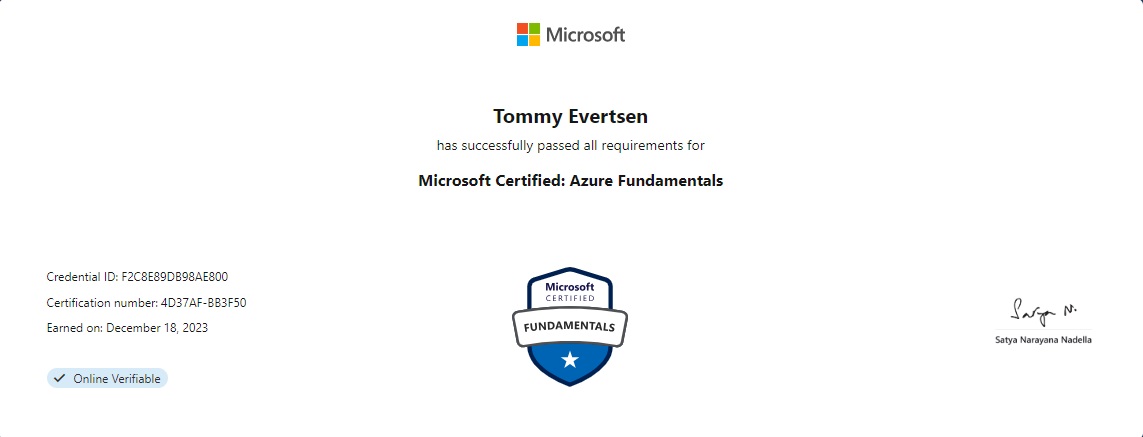 Microsoft
Tommy Evertsen
has successfully passed all requirements for
Microsoft Certified: Azure Fundamentals
Credential ID: F2C8E89DB98AE800
Certification number: 4D37AF-BB3F50
Earned on: December 18, 2023
Online Verifiable
Microsoft
CERTIFIED
FUNDAMENTALS
Satya N.
Satya Narayana Nadella